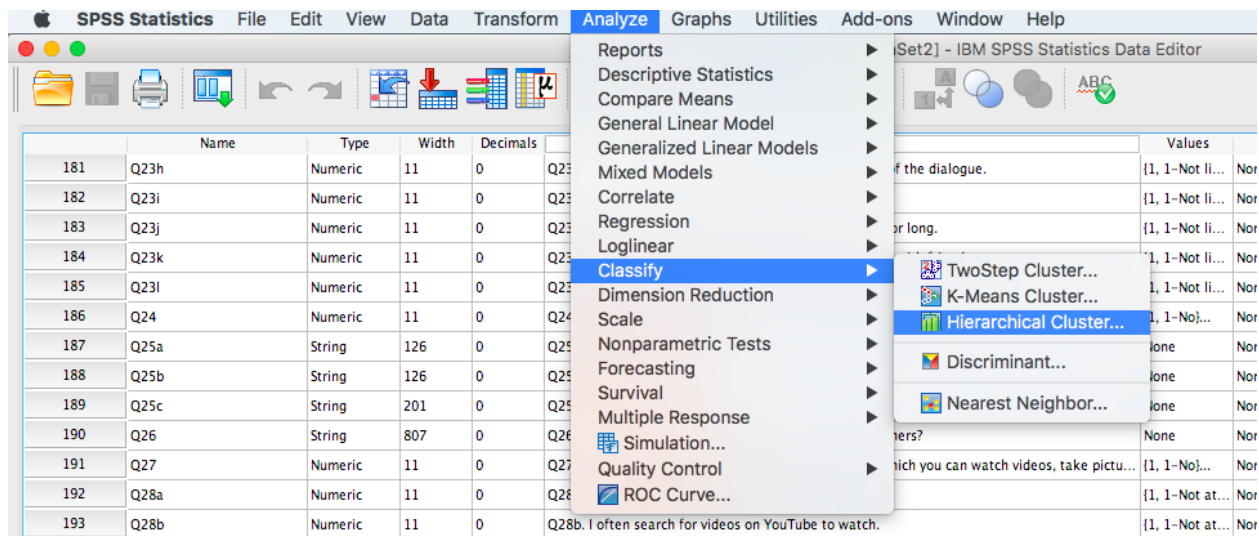 SPSS Statistics File Edit View Data Transform Analyze Graphs Utilities Add-ons Window Help
Set2] - IBM SPSS Statistics Data Editor
Reports
Descriptive Statistics
Compare Means
General Linear Model
Generalized Linear Models
Mixed Models
Correlate
Regression
Loglinear
Classify
Dimension Reduction
Scale
Nonparametric Tests
Forecasting
Survival
Multiple Response
Simulation...
Quality Control
ROC Curve...
TwoStep Cluster...
K-Means Cluster...
Hierarchical Cluster...
Discriminant...
Nearest Neighbor...
μ
A
1
ABC
Name Type Width Decimals Values
181 Q23h Numeric 11 0 Q23 f the dialogue. {1, 1-Not li... Nor
182 Q23i Numeric 11 0 Q23 {1, 1-Not li... Nor
183 Q23j Numeric 11 0 Q23 or long. {1, 1-Not li... Nor
184 Q23k Numeric 11 0 Q23 1, 1-Not li... Nor
185 Q23l Numeric 11 0 Q23 1, 1-Not li... Nor
186 Q24 Numeric 11 0 Q24 1, 1-No}... Nor
187 Q25a String 126 0 Q25 None Nor
188 Q25b String 126 0 Q25 None Nor
189 Q25c String 201 0 Q25 None Nor
190 Q26 String 807 0 Q26 hers? None Nor
191 Q27 Numeric 11 0 Q27 hich you can watch videos, take pictu... {1, 1-No}... Nor
192 Q28a Numeric 11 0 Q28 {1, 1-Not at... Nor
193 Q28b Numeric 11 0 Q28b. I often search for videos on YouTube to watch. {1, 1-Not at... Nor